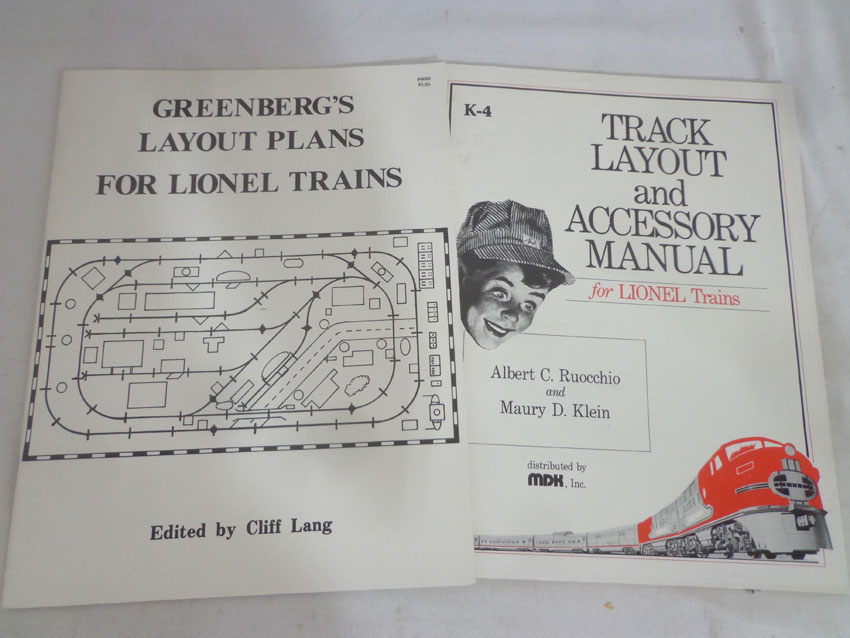 GREENBERG'S
LAYOUT PLANS
FOR LIONEL TRAINS
Edited by Cliff Lang
K-4
TRACK
LAYOUT
and
ACCESSORY
MANUAL
for LIONEL Trains
Albert C. Ruocchio
and
Maury D. Klein
distributed by
MDK, Inc.